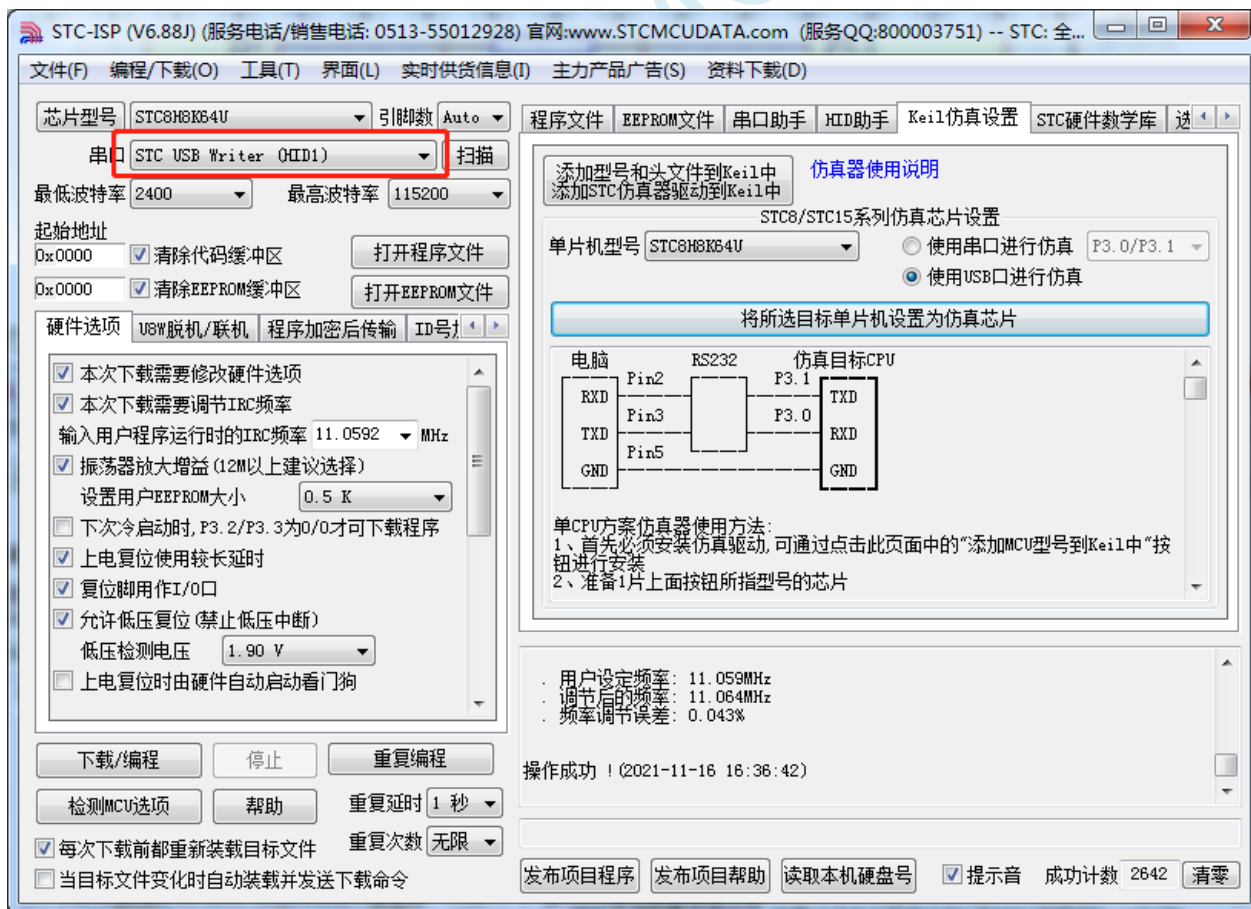 STC-ISP (V6.88J) (服务电话/销售电话: 0513-55012928) 官网:www.STCMCUDATA.com (服务QQ:800003751) -- STC: 全...
文件(F) 编程/下载(O) 工具(T) 界面(L) 实时供货信息(I) 主力产品广告(S) 资料下载(D)
芯片型号 STC8H8K64U 引脚数 Auto
串口 STC USB Writer (HID1) 扫描
最低波特率 2400 最高波特率 115200
起始地址
0x0000 清除代码缓冲区 打开程序文件
0x0000 清除EEPROM缓冲区 打开EEPROM文件
硬件选项 U8W脱机/联机 程序加密后传输 ID号
本次下载需要修改硬件选项
本次下载需要调节IRC频率
输入用户程序运行时的IRC频率 11.0592 MHz
振荡器放大增益(12M以上建议选择)
设置用户EEPROM大小 0.5 K
下次冷启动时,P3.2/P3.3为0/0才可下载程序
上电复位使用较长延时
复位脚用作I/O口
允许低压复位(禁止低压中断)
低压检测电压 1.90 V
上电复位时由硬件自动启动看门狗
下载/编程 停止 重复编程
检测MCU选项 帮助 重复延时 1 秒
每次下载前都重新装载目标文件 重复次数 无限
当目标文件变化时自动装载并发送下载命令
程序文件 EEPROM文件 串口助手 HID助手 Keil仿真设置 STC硬件数学库 选
添加型号和头文件到Keil中
添加STC仿真器驱动到Keil中
仿真器使用说明
STC8/STC15系列仿真芯片设置
单片机型号 STC8H8K64U 使用串口进行仿真 P3.0/P3.1
使用USB口进行仿真
将所选目标单片机设置为仿真芯片
电脑 RS232 仿真目标CPU
Pin2 P3.1
RXD TXD
Pin3 P3.0
TXD RXD
Pin5
GND GND
单CPU方案仿真器使用方法:
1、首先必须安装仿真驱动,可通过点击此页面中的"添加MCU型号到Keil中"按
钮进行安装
2、准备1片上面按钮所指型号的芯片
. 用户设定频率: 11.059MHz
. 调节后的频率: 11.064MHz
. 频率调节误差: 0.043%
操作成功 !(2021-11-16 16:36:42)
发布项目程序 发布项目帮助 读取本机硬盘号 提示音 成功计数 2642 清零